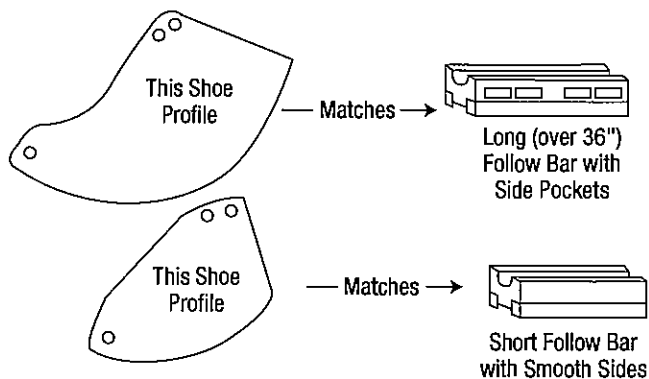 This Shoe
Profile
Matches
Long (over 36")
Follow Bar with
Side Pockets
This Shoe
Profile
Matches
Short Follow Bar
with Smooth Sides